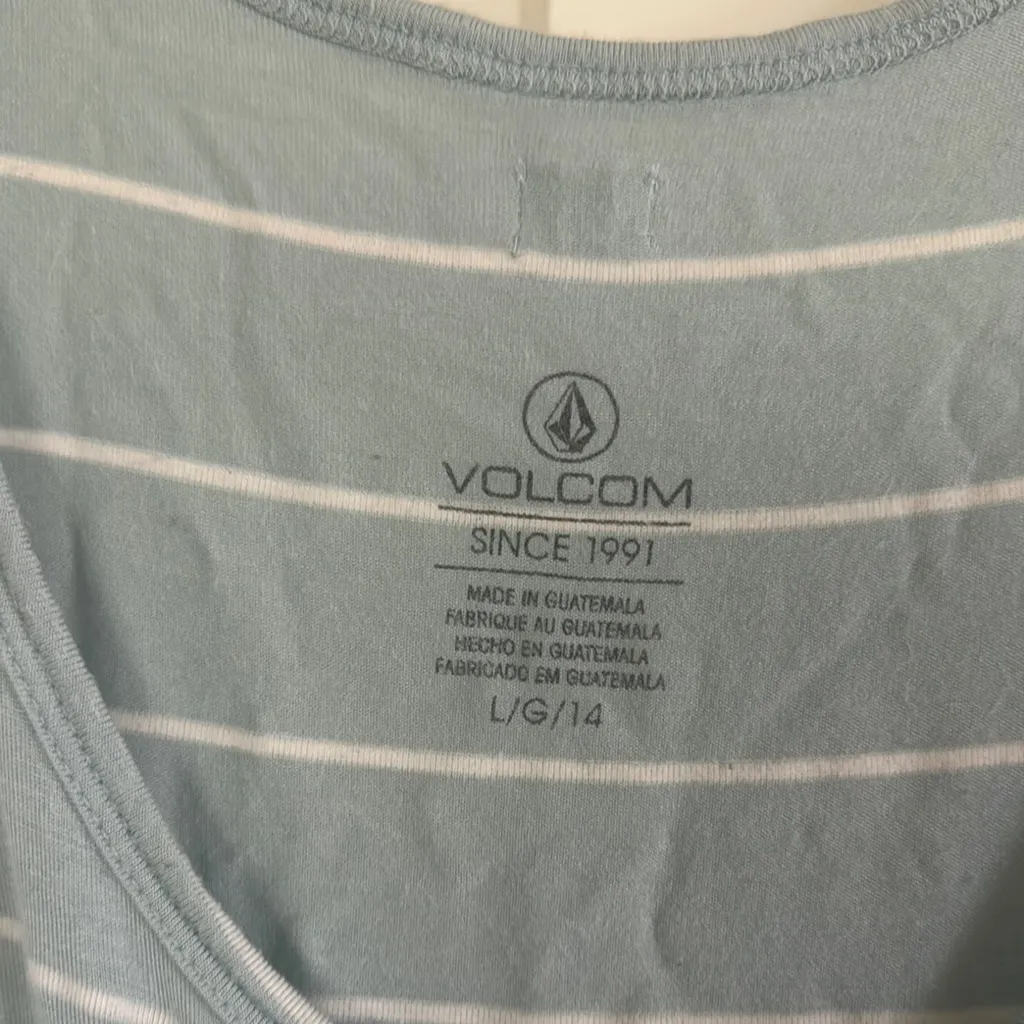 VOLCOM
SINCE 1991
MADE IN GUATEMALA
FABRIQUE AU GUATEMALA
HECHO EN GUATEMALA
FABRICADO EM GUATEMALA
L/G/14